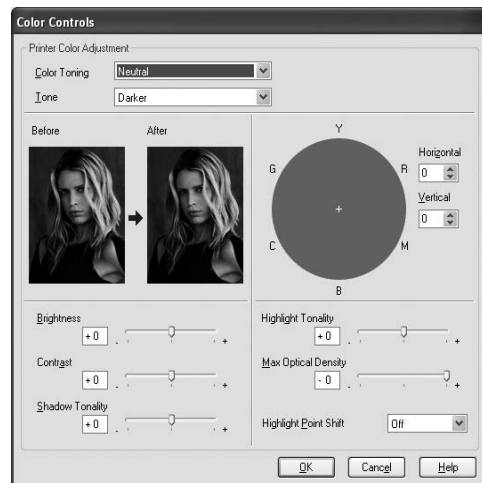 Color Controls
Printer Color Adjustment
Color Toning Neutral
Tone Darker
Before After
Y
G R
C M
B
Horizontal
0
Vertical
0
Brightness
+ 0 - +
Contrast
+ 0 - +
Shadow Tonality
+ 0 - +
Highlight Tonality
+ 0 - +
Max Optical Density
- 0 - +
Highlight Point Shift Off
OK Cancel Help